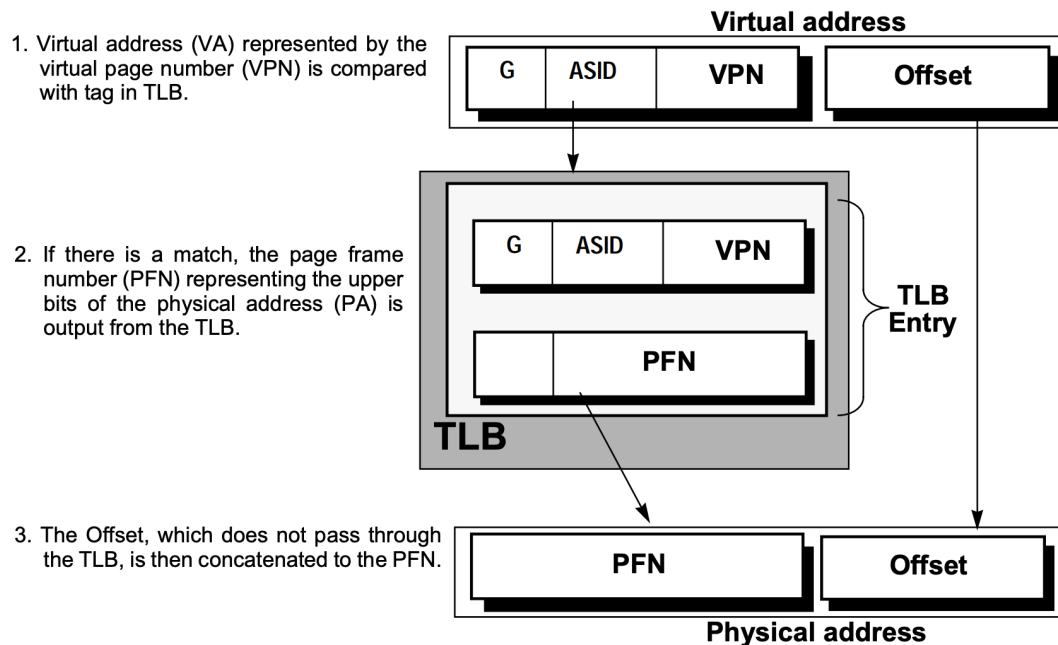 Virtual address
1. Virtual address (VA) represented by the
virtual page number (VPN) is compared
with tag in TLB.
G ASID VPN Offset
2. If there is a match, the page frame
number (PFN) representing the upper
bits of the physical address (PA) is
output from the TLB.
G ASID VPN
TLB
Entry
PFN
TLB
3. The Offset, which does not pass through
the TLB, is then concatenated to the PFN.
PFN Offset
Physical address